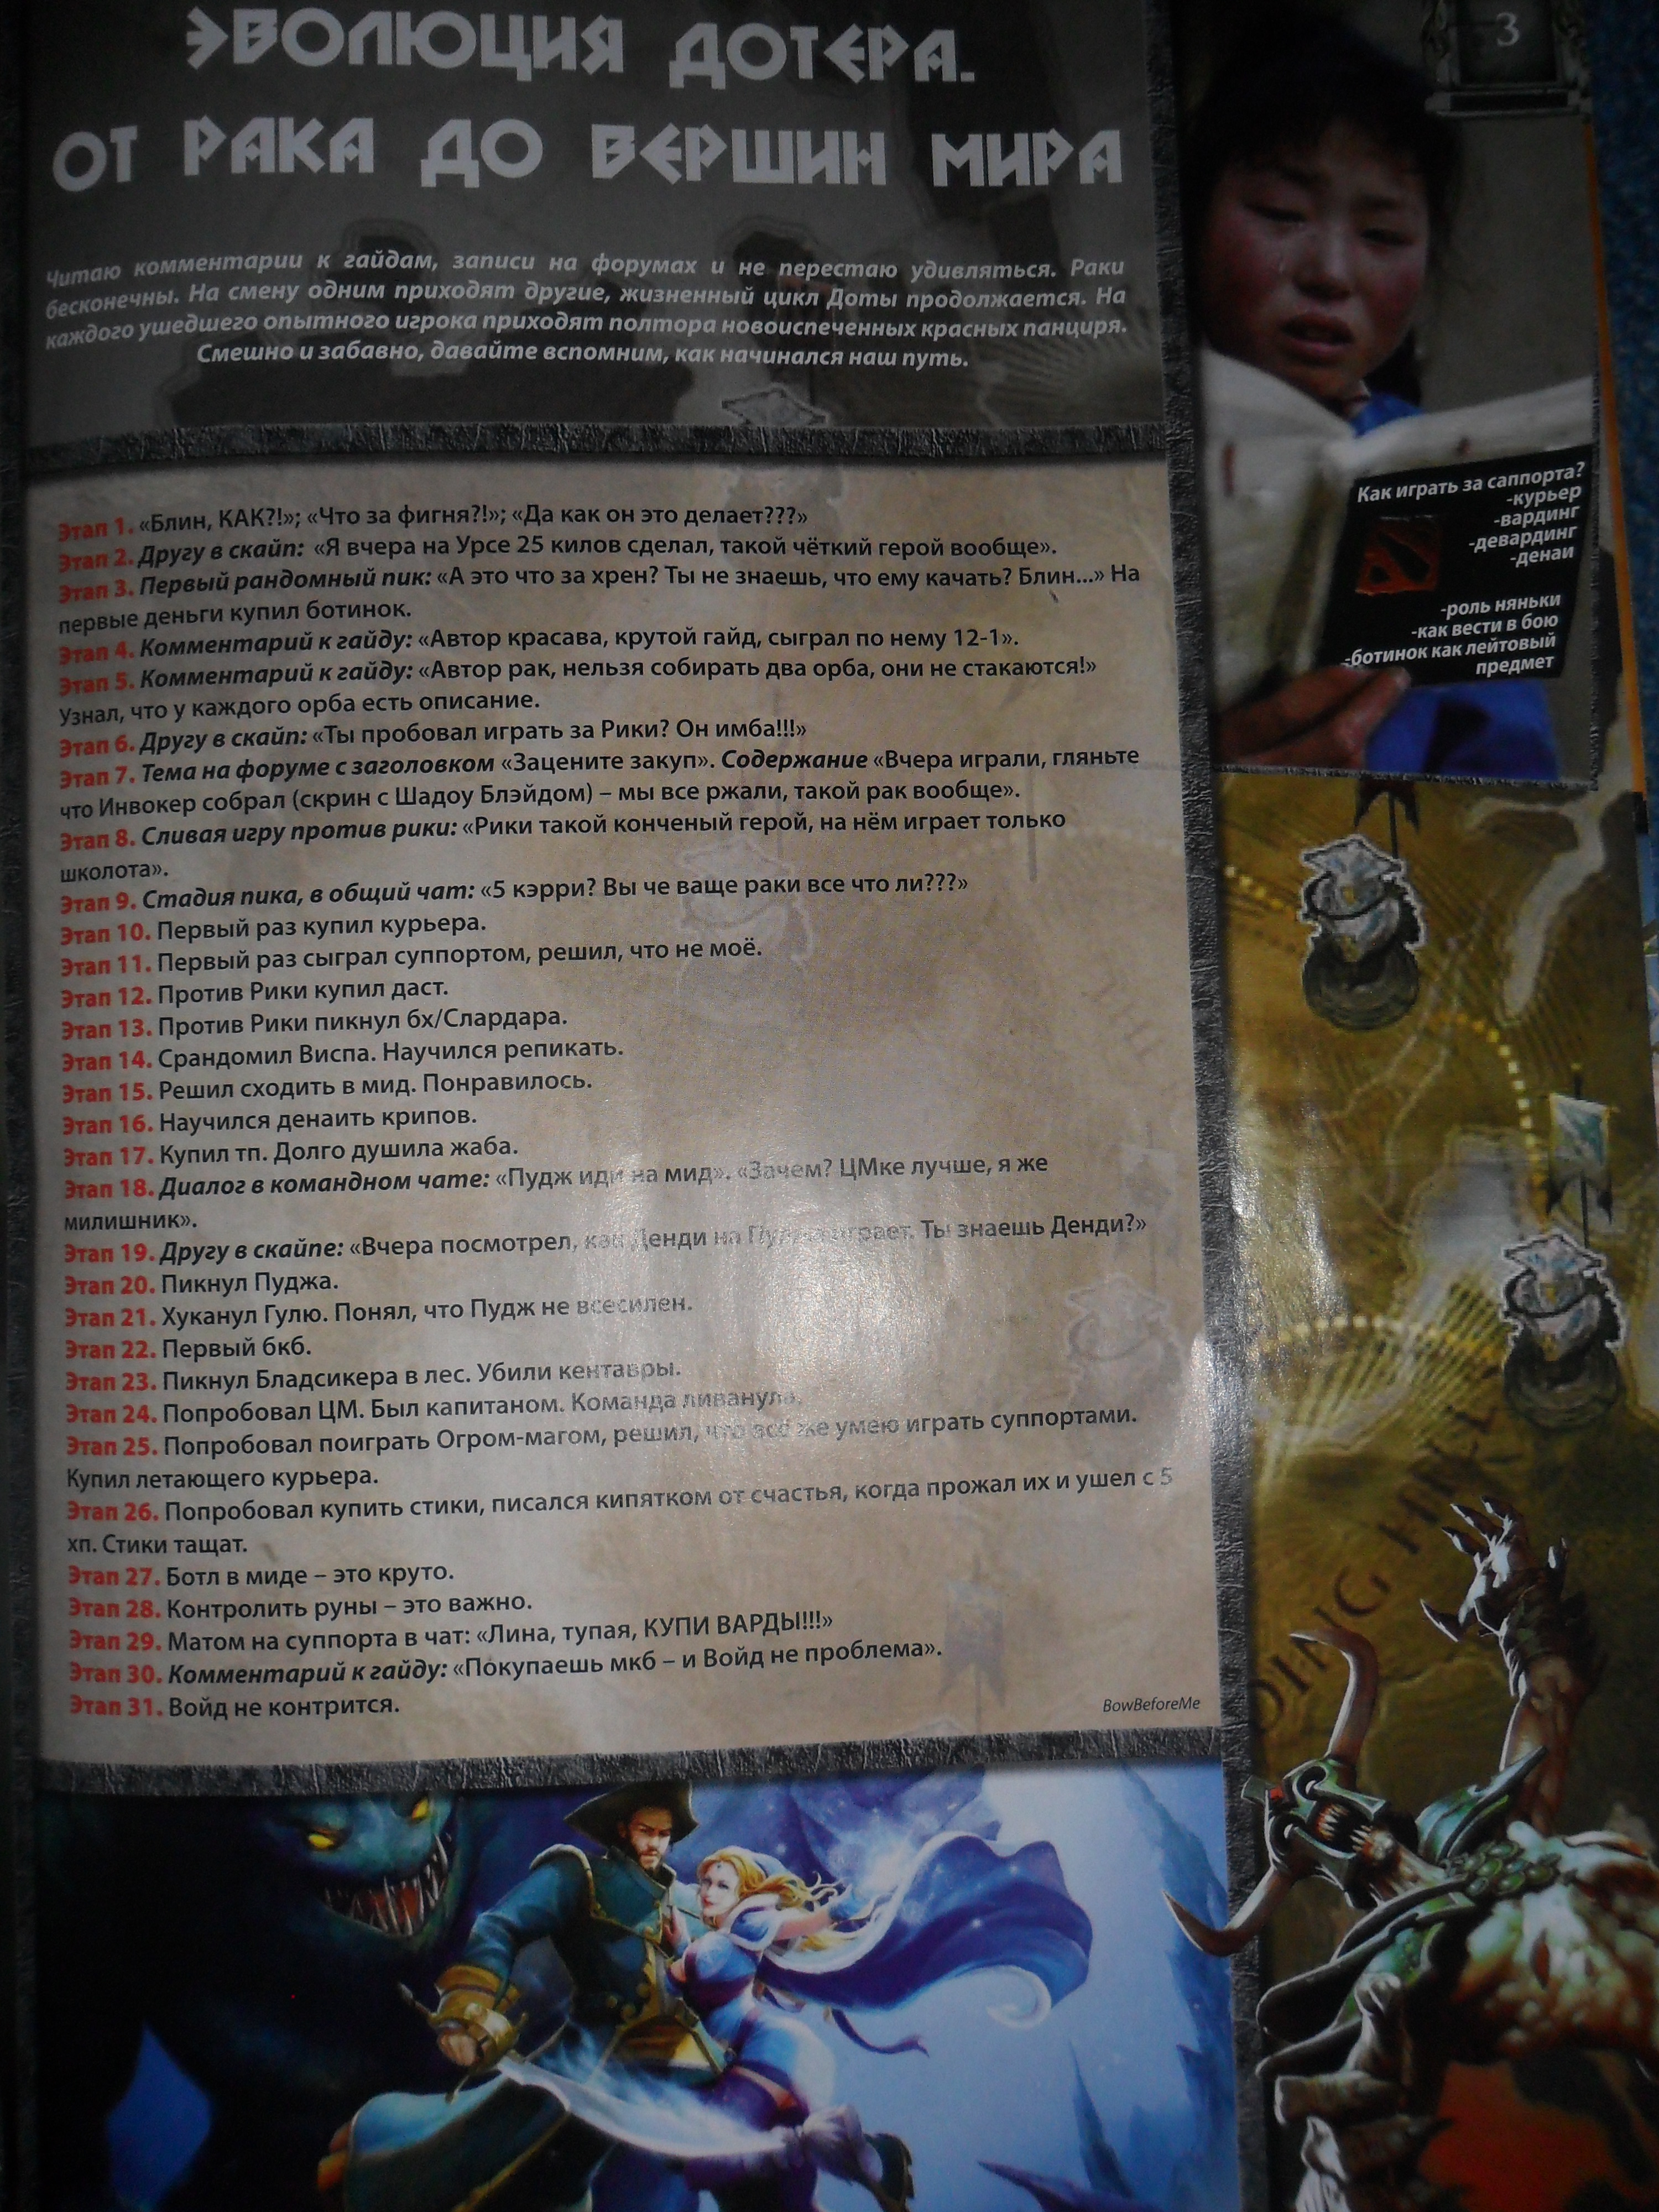 3
ЭВОЛЮЦИЯ ДОТЕРА.
ОТ РАКА ДО ВЕРШИН МИРА
Читаю комментарии к гайдам, записи на форумах и не перестаю удивляться. Раки
бесконечны. На смену одним приходят другие, жизненный цикл Доты продолжается. На
каждого ушедшего опытного игрока приходят полтора новоиспеченных красных панциря.
Смешно и забавно, давайте вспомним, как начинался наш путь.
Этап 1. «Блин, КАК?!»; «Что за фигня?!»; «Да как он это делает???»
Этап 2. Другу в скайп: «Я вчера на Урсе 25 килов сделал, такой чёткий герой вообще».
Этап 3. Первый рандомный пик: «А это что за хрен? Ты не знаешь, что ему качать? Блин...» На
первые деньги купил ботинок.
Этап 4. Комментарий к гайду: «Автор красава, крутой гайд, сыграл по нему 12-1».
Этап 5. Комментарий к гайду: «Автор рак, нельзя собирать два орба, они не стакаются!»
Узнал, что у каждого орба есть описание.
Этап 6. Другу в скайп: «Ты пробовал играть за Рики? Он имба!!!»
Этап 7. Тема на форуме с заголовком «Зацените закуп». Содержание «Вчера играли, гляньте
что Инвокер собрал (скрин с Шадоу Блэйдом) – мы все ржали, такой рак вообще».
Этап 8. Сливая игру против рики: «Рики такой конченый герой, на нём играет только
школота».
Этап 9. Стадия пика, в общий чат: «5 кэрри? Вы че ваще раки все что ли???»
Этап 10. Первый раз купил курьера.
Этап 11. Первый раз сыграл суппортом, решил, что не моё.
Этап 12. Против Рики купил даст.
Этап 13. Против Рики пикнул бх/Слардара.
Этап 14. Срандомил Виспа. Научился репикать.
Этап 15. Решил сходить в мид. Понравилось.
Этап 16. Научился денаить крипов.
Этап 17. Купил тп. Долго душила жаба.
Этап 18. Диалог в командном чате: «Пудж иди на мид». «Зачем? ЦМке лучше, я же
милишник».
Этап 19. Другу в скайпе: «Вчера посмотрел, как Денди на Пудже играет. Ты знаешь Денди?»
Этап 20. Пикнул Пуджа.
Этап 21. Хуканул Гулю. Понял, что Пудж не всесилен.
Этап 22. Первый бкб.
Этап 23. Пикнул Бладсикера в лес. Убили кентавры.
Этап 24. Попробовал ЦМ. Был капитаном. Команда ливанула.
Этап 25. Попробовал поиграть Огром-магом, решил, что всё же умею играть суппортами.
Купил летающего курьера.
Этап 26. Попробовал купить стики, писался кипятком от счастья, когда прожал их и ушел с 5
хп. Стики тащат.
Этап 27. Ботл в миде – это круто.
Этап 28. Контролить руны – это важно.
Этап 29. Матом на суппорта в чат: «Лина, тупая, КУПИ ВАРДЫ!!!»
Этап 30. Комментарий к гайду: «Покупаешь мкб – и Войд не проблема».
Этап 31. Войд не контрится.
BowBeforeMe
Как играть за саппорта?
-курьер
-вардинг
-девардинг
-денаи
-роль няньки
-как вести в бою
-ботинок как лейтовый
предмет